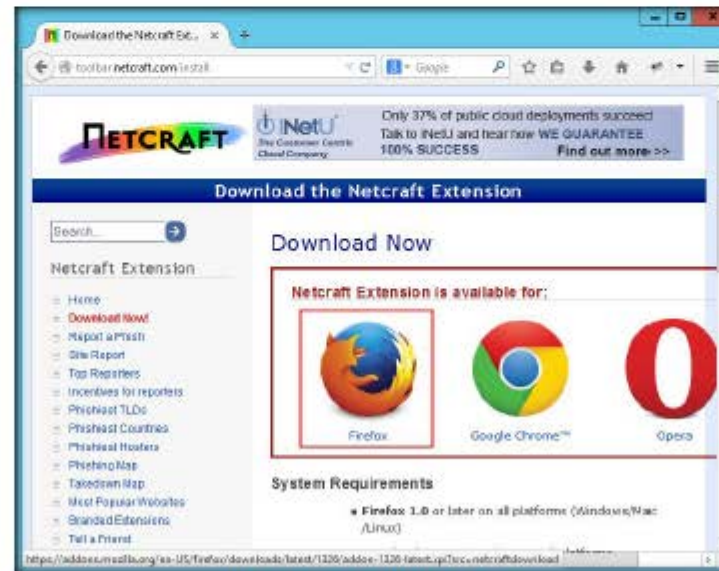 Download the Netcraft Ext...
toolbar.netcraft.com/install
Google
NETCRAFT
iNetU
The Customer Centric
Cloud Company
Only 37% of public cloud deployments succeed
Talk to iNetU and hear how WE GUARANTEE
100% SUCCESS
Find out more >>
Download the Netcraft Extension
Search...
Netcraft Extension
Home
Download Now!
Report a Phish
Site Report
Top Reporters
Incentives for reporters
Phishiest TLDs
Phishiest Countries
Phishiest Hosters
Phishing Map
Takedown Map
Most Popular Websites
Branded Extensions
Tell a Friend
Download Now
Netcraft Extension is available for:
Firefox
Google Chrome™
Opera
System Requirements
Firefox 1.0 or later on all platforms (Windows/Mac
/Linux)
https://addons.mozilla.org/en-US/firefox/downloads/latest/1326/addon-1326-latest.xpi?src=netcraftdownload